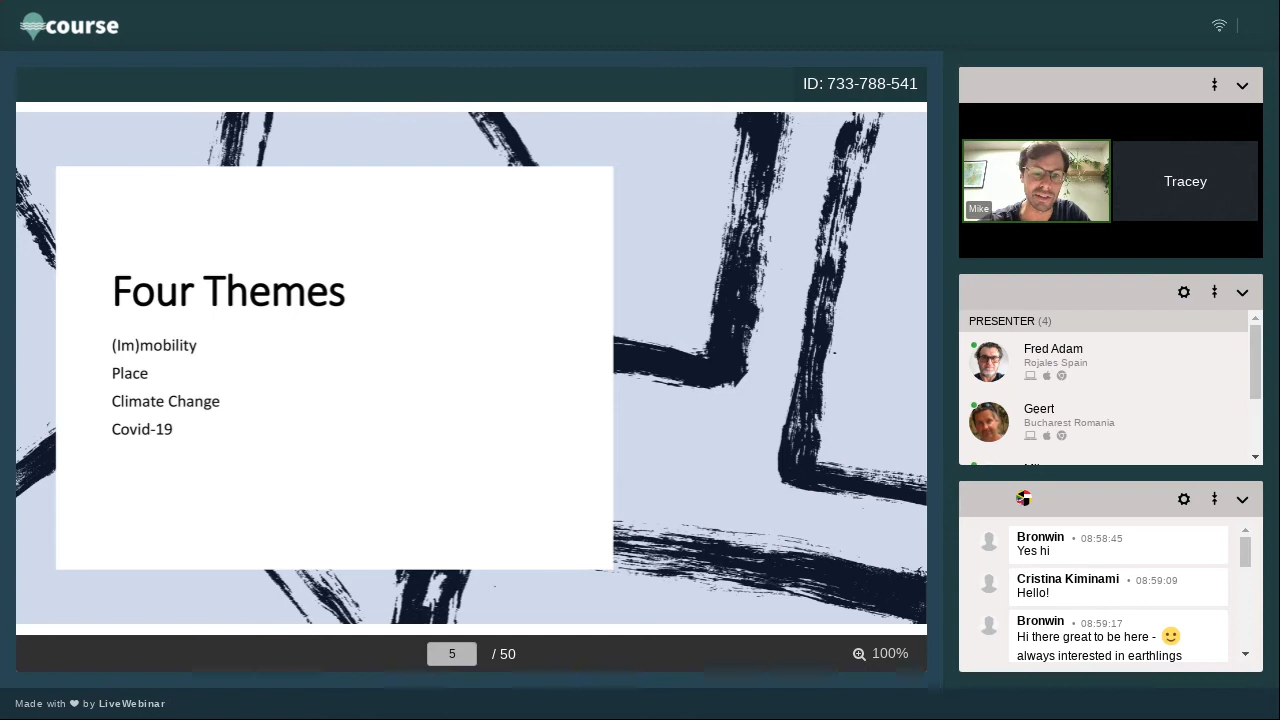 course
ID: 733-788-541
Four Themes
(Im)mobility
Place
Climate Change
Covid-19
5 / 50
100%
Mike
Tracey
PRESENTER (4)
Fred Adam
Rojales Spain
Geert
Bucharest Romania
Bronwin • 08:58:45
Yes hi
Cristina Kiminami • 08:59:09
Hello!
Bronwin • 08:59:17
Hi there great to be here -
always interested in earthlings
Made with by LiveWebinar